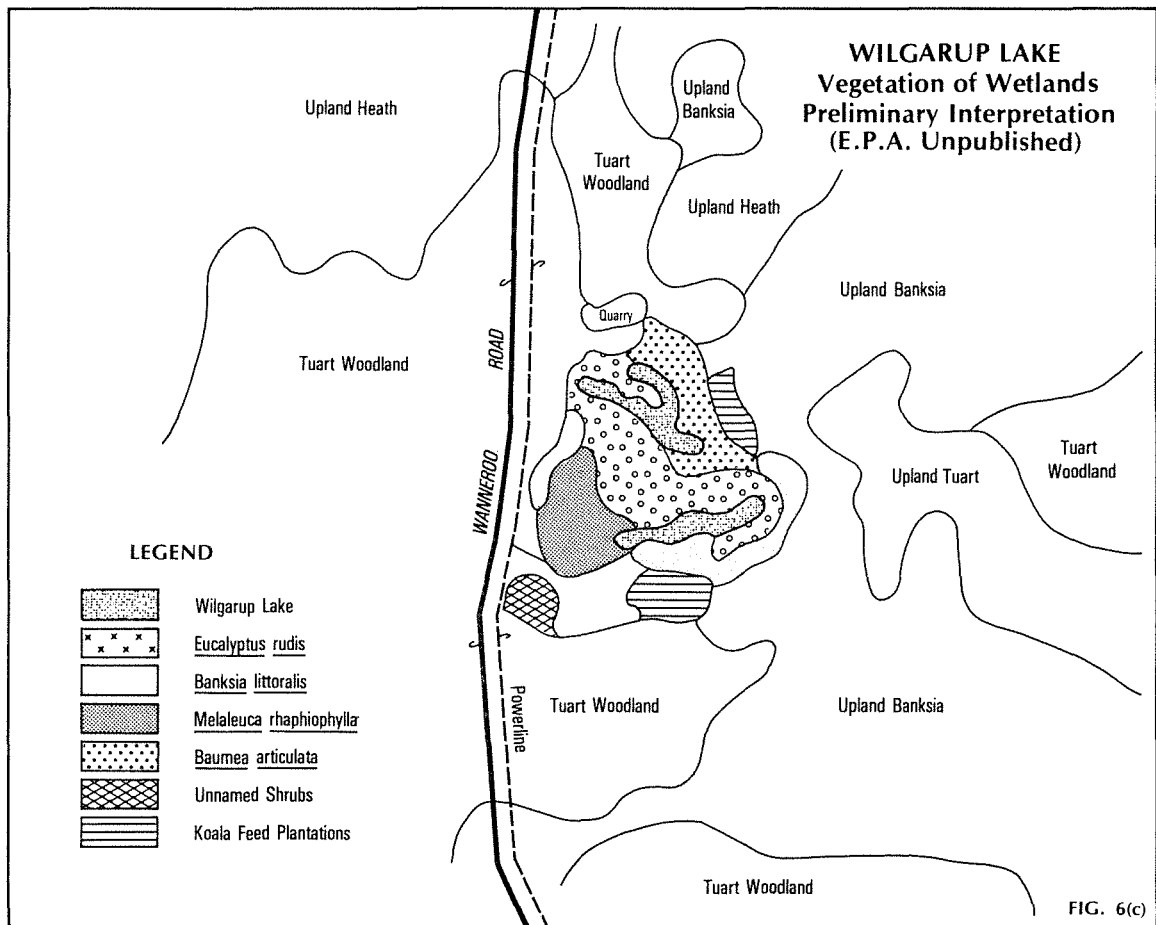 WILGARUP LAKE
Vegetation of Wetlands
Preliminary Interpretation
(E.P.A. Unpublished)
Upland Heath
Upland
Banksia
Tuart
Woodland
Upland Heath
Upland Banksia
Quarry
Tuart Woodland
WANNEROO ROAD
Upland Tuart
Tuart
Woodland
LEGEND
Wilgarup Lake
Eucalyptus rudis
Banksia littoralis
Melaleuca rhaphiophylla
Baumea articulata
Unnamed Shrubs
Koala Feed Plantations
Powerline
Tuart Woodland
Upland Banksia
Tuart Woodland
FIG. 6(c)